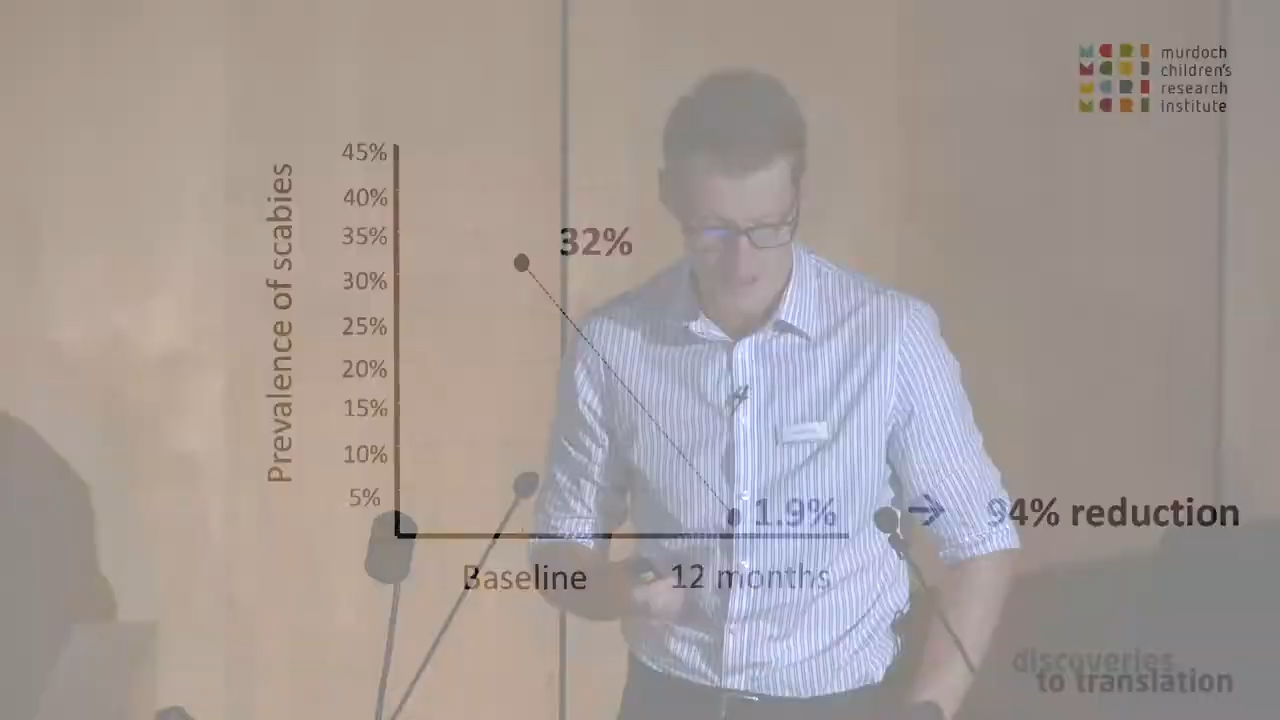 murdoch
children's
research
institute
Prevalence of scabies
45%
40%
35%
30%
25%
20%
15%
10%
5%
32%
1.9%
→ 94% reduction
Baseline
12 months
discoveries
to translation